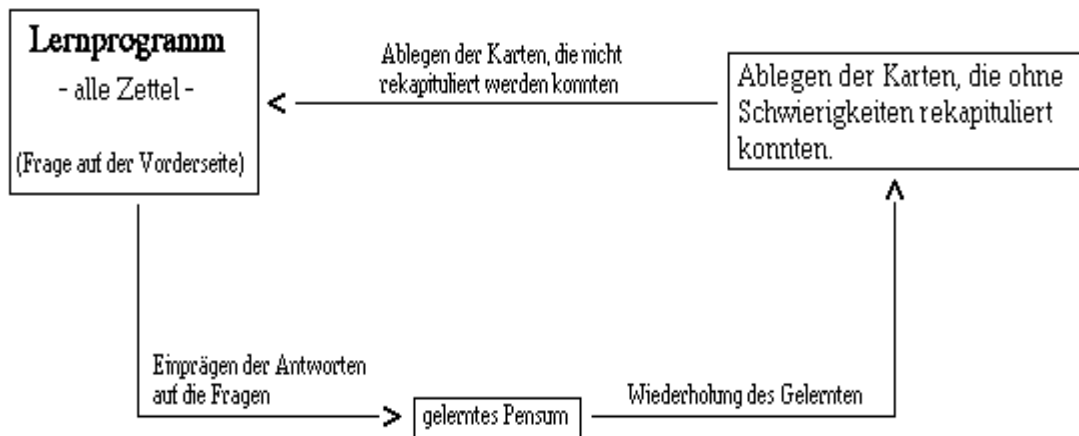 Lernprogramm
- alle Zettel -
(Frage auf der Vorderseite)
Ablegen der Karten, die nicht
rekapituliert werden konnten
Ablegen der Karten, die ohne
Schwierigkeiten rekapituliert
konnten.
Einprägen der Antworten
auf die Fragen
gelerntes Pensum
Wiederholung des Gelernten